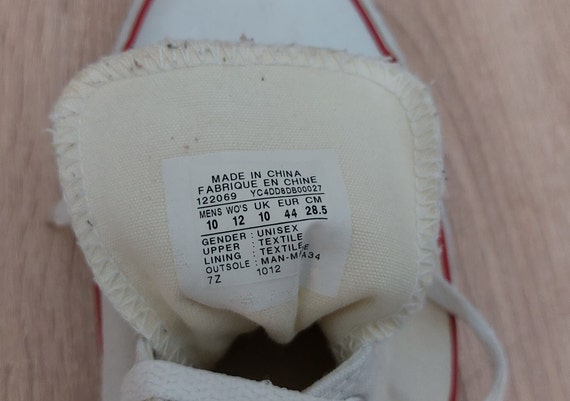 MADE IN CHINA
FABRIQUE EN CHINE
122069 YC4DD8DB00027
MENS WO'S UK EUR CM
10 12 10 44 28.5
GENDER : UNISEX
UPPER : TEXTILE
LINING : TEXTILE
OUTSOLE : MAN-M A34
7Z 1012